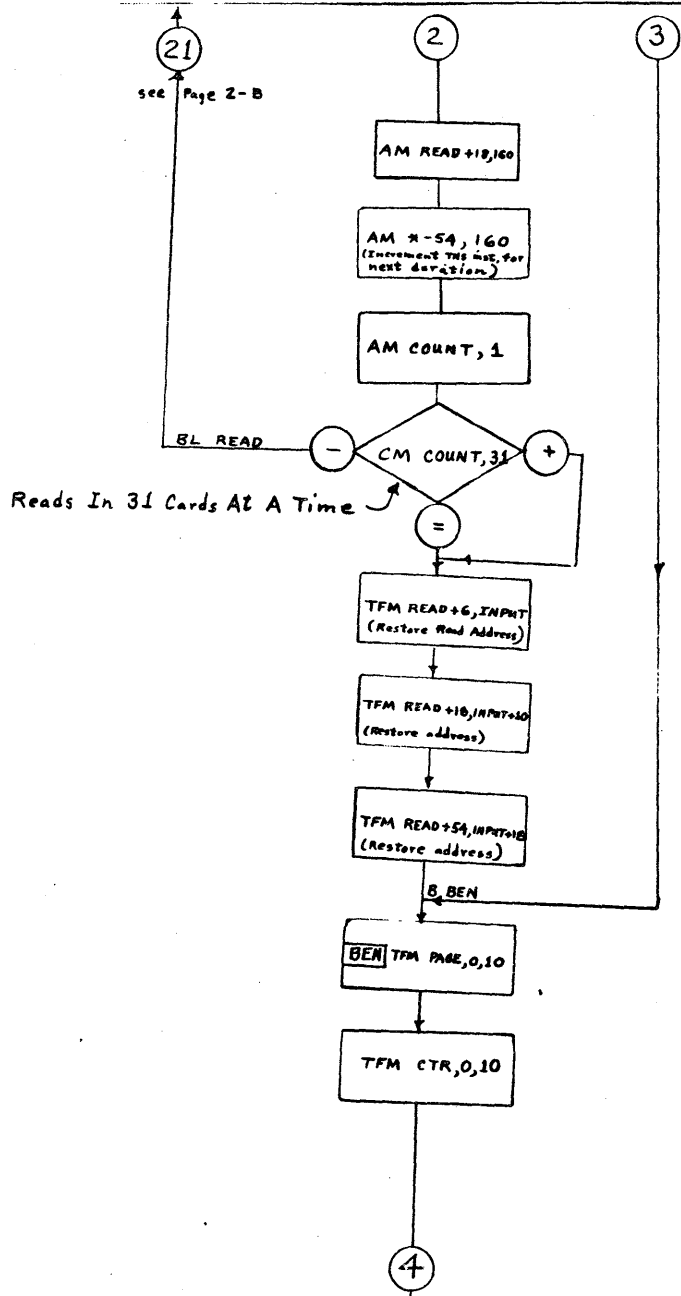 21
2
3
see Page 2-B
AM READ+18,160
AM *-54, 160
(Increment TNS inst. for
next duration)
AM COUNT, 1
BL READ
-
CM COUNT,31
+
Reads In 31 Cards At A Time
=
TFM READ+6,INPUT
(Restore Read Address)
TFM READ+18,INPUT+10
(Restore address)
TFM READ+54,INPUT+18
(Restore address)
B BEN
BEN TFM PAGE,0,10
TFM CTR,0,10
4